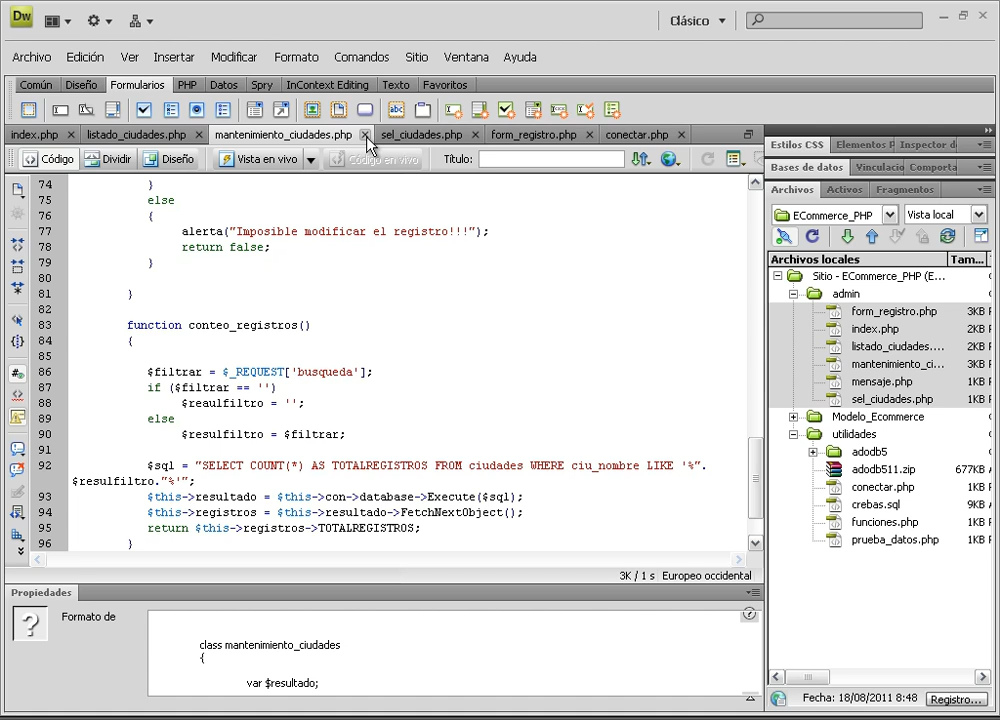 Dw
Clásico
Archivo Edición Ver Insertar Modificar Formato Comandos Sitio Ventana Ayuda
Común Diseño Formularios PHP Datos Spry InContext Editing Texto Favoritos
index.php listado_ciudades.php mantenimiento_ciudades.php sel_ciudades.php form_registro.php conectar.php
Código Dividir Diseño Vista en vivo Código en vivo Título:
74 }
75 else
76 {
77 alerta("Imposible modificar el registro!!!");
78 return false;
79 }
80
81 }
82
83 function conteo_registros()
84 {
85
86 $filtrar = $_REQUEST['busqueda'];
87 if ($filtrar == '')
88 $reaulfiltro = '';
89 else
90 $resulfiltro = $filtrar;
91
92 $sql = "SELECT COUNT(*) AS TOTALREGISTROS FROM ciudades WHERE ciu_nombre LIKE '%".
$resulfiltro."%'";
93 $this->resultado = $this->con->database->Execute($sql);
94 $this->registros = $this->resultado->FetchNextObject();
95 return $this->registros->TOTALREGISTROS;
96 }
3K / 1 s Europeo occidental
Propiedades
Formato de
class mantenimiento_ciudades
{
var $resultado;
Estilos CSS Elementos P Inspector d
Bases de datos Vinculacio Comporta
Archivos Activos Fragmentos
ECommerce_PHP Vista local
Archivos locales Tam...
Sitio - ECommerce_PHP (E...
admin
form_registro.php 3KB
index.php 2KB
listado_ciudades.... 2KB
mantenimiento_ci... 3KB
mensaje.php 1KB
sel_ciudades.php 1KB
Modelo_Ecommerce
utilidades
adodb5
adodb511.zip 677KB
conectar.php 1KB
crebas.sql 9KB
funciones.php 1KB
prueba_datos.php 1KB
Fecha: 18/08/2011 8:48 Registro...